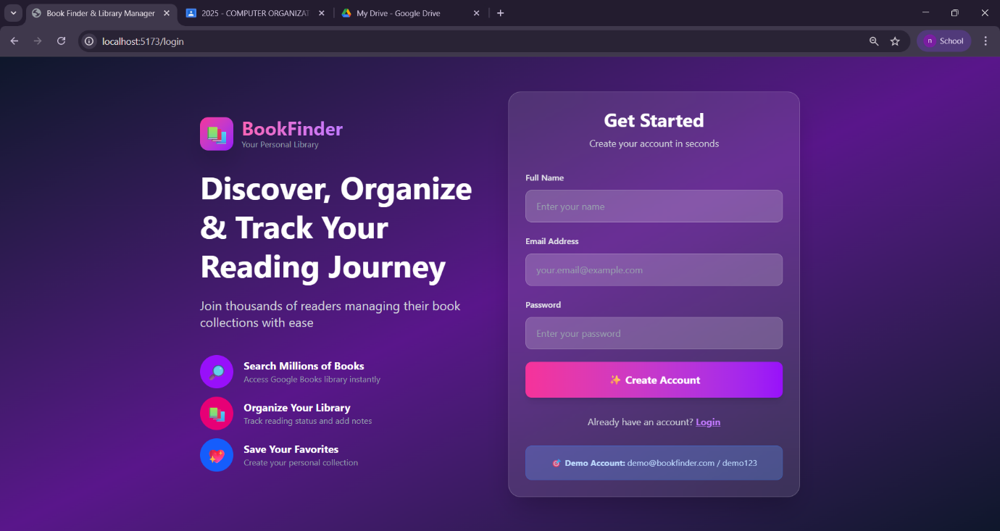 Book Finder & Library Manager
2025 - COMPUTER ORGANIZAT
My Drive - Google Drive
localhost:5173/login
n
School
BookFinder
Your Personal Library
Discover, Organize
& Track Your
Reading Journey
Join thousands of readers managing their book
collections with ease
Search Millions of Books
Access Google Books library instantly
Organize Your Library
Track reading status and add notes
Save Your Favorites
Create your personal collection
Get Started
Create your account in seconds
Full Name
Enter your name
Email Address
your.email@example.com
Password
Enter your password
✨ Create Account
Already have an account? Login
🎯 Demo Account: demo@bookfinder.com / demo123